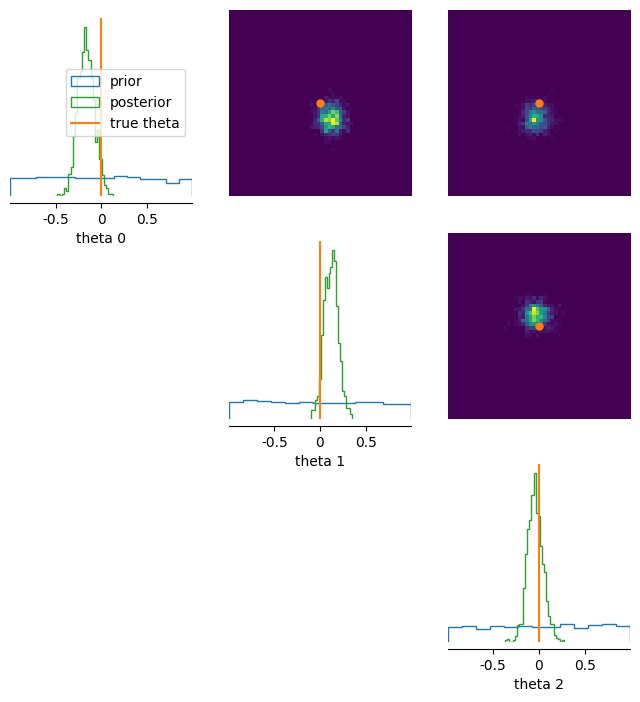 prior
posterior
true theta
-0.5 0 0.5
theta 0
-0.5 0 0.5
theta 1
-0.5 0 0.5
theta 2